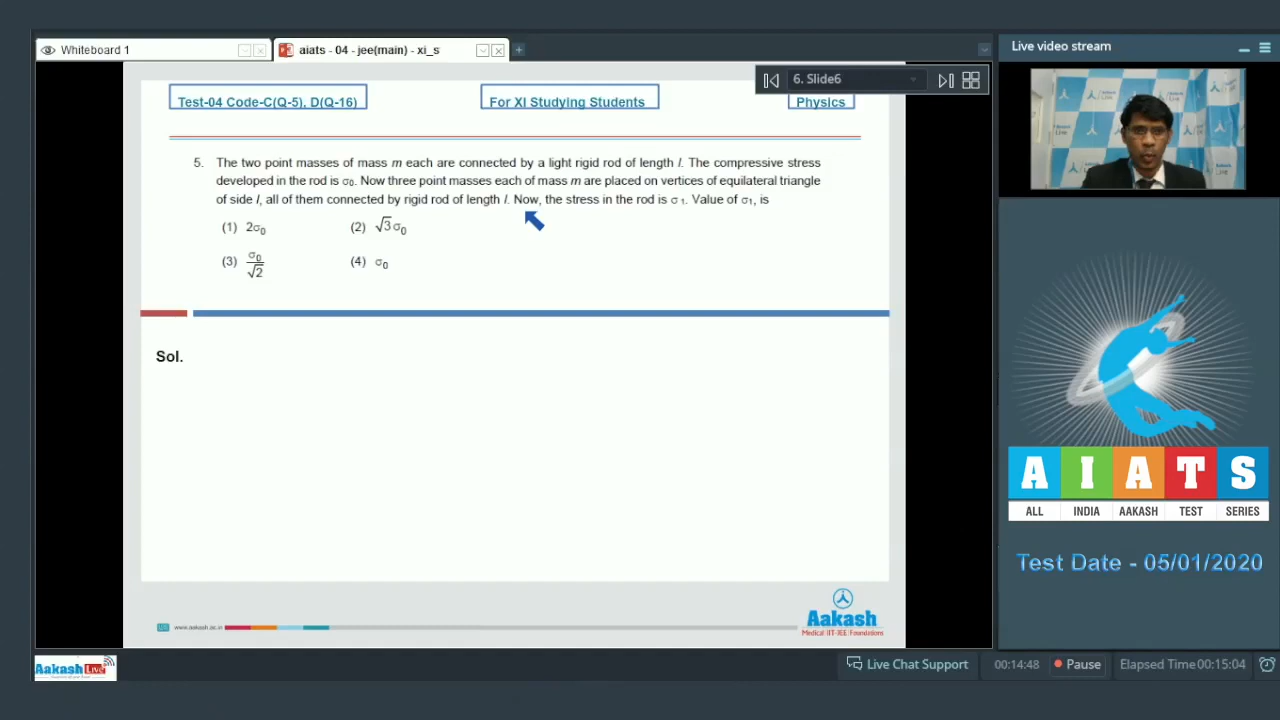 Whiteboard 1
aiats - 04 - jee(main) - xi_s
Live video stream
6. Slide6
Test-04 Code-C(Q-5), D(Q-16)
For XI Studying Students
Physics
5. The two point masses of mass m each are connected by a light rigid rod of length l. The compressive stress
developed in the rod is σ₀. Now three point masses each of mass m are placed on vertices of equilateral triangle
of side l, all of them connected by rigid rod of length l. Now, the stress in the rod is σ₁. Value of σ₁, is
(1) 2σ₀ (2) √3σ₀
(3) σ₀/√2 (4) σ₀
Sol.
A I A T S
ALL INDIA AAKASH TEST SERIES
Test Date - 05/01/2020
www.aakash.ac.in
Aakash
Medical|IIT-JEE|Foundations
Aakash Live
Live Chat Support
00:14:48
Pause
Elapsed Time 00:15:04